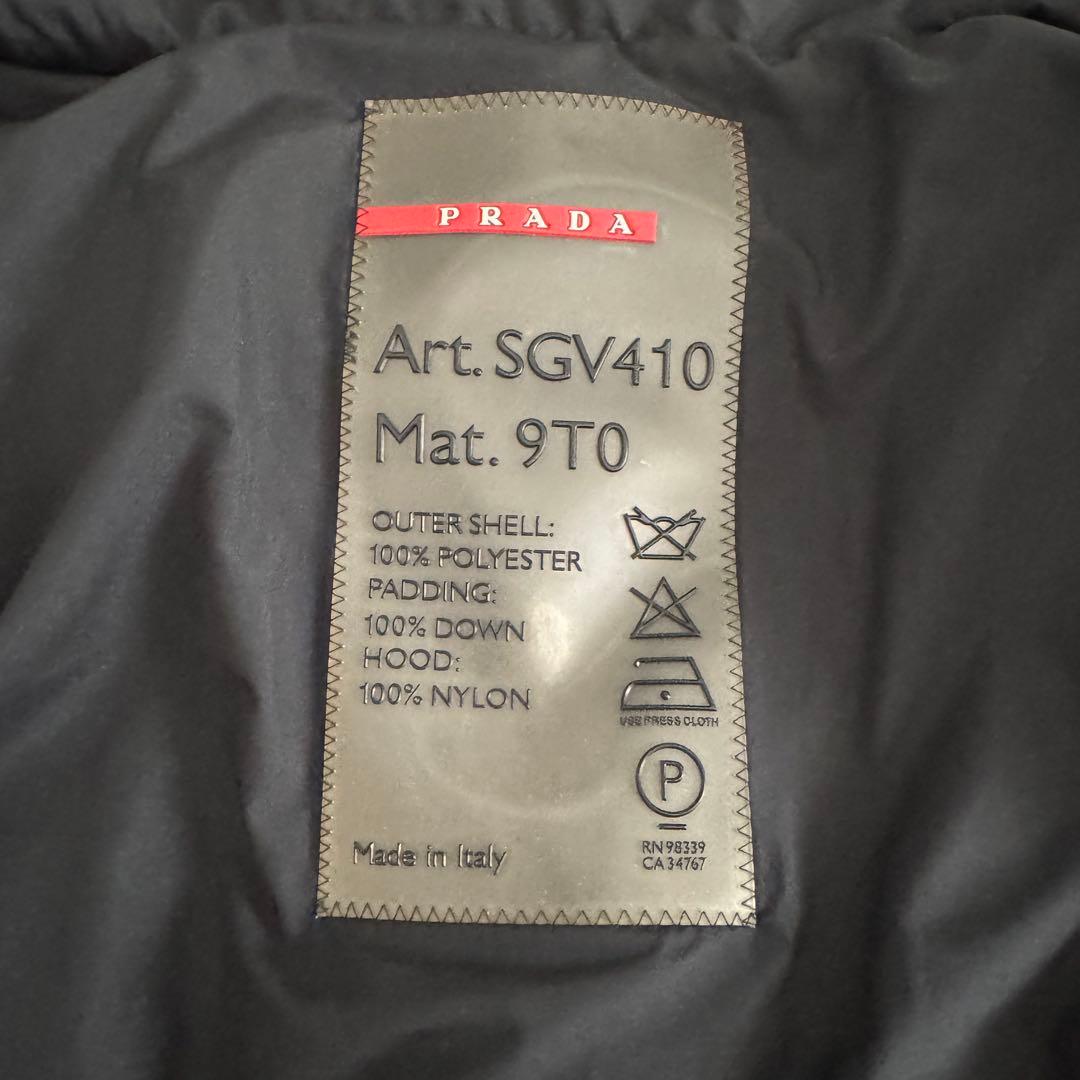 PRADA
Art. SGV410
Mat. 9T0
OUTER SHELL:
100% POLYESTER
PADDING:
100% DOWN
HOOD:
100% NYLON
USE PRESS CLOTH
P
Made in Italy
RN 98339
CA 34767